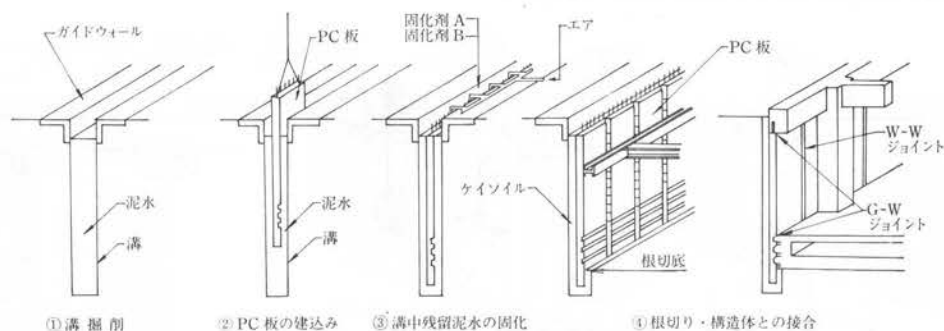 ガイドウォール
泥水
溝
①溝掘削
PC板
泥水
溝
②PC板の建込み
固化剤A
固化剤B
エア
③溝中残留泥水の固化
PC板
ケイソイル
根切底
W-W
ジョイント
G-W
ジョイント
④根切り・構造体との接合